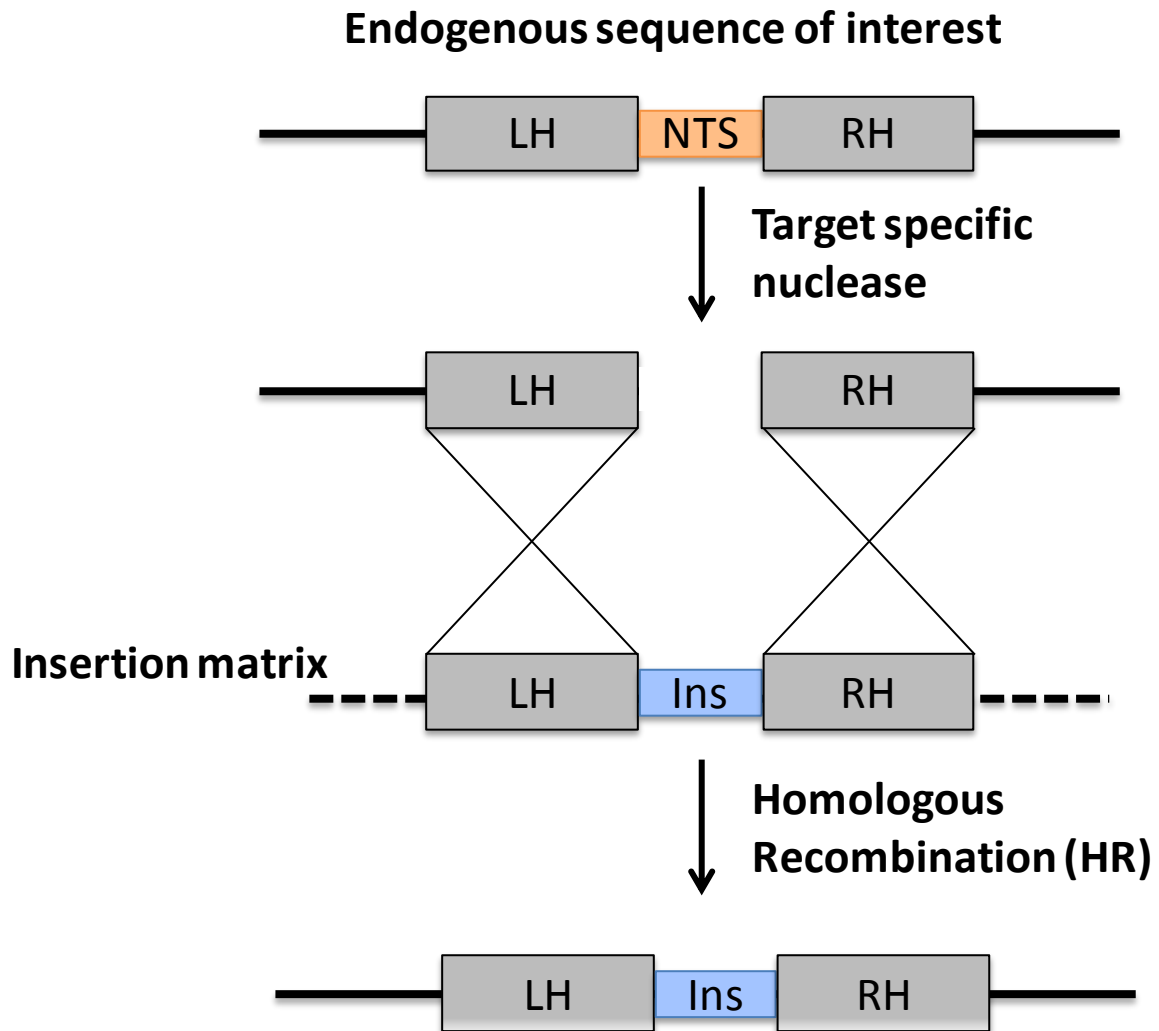 Endogenous sequence of interest
LH NTS RH
Target specific
nuclease
LH RH
Insertion matrix
LH Ins RH
Homologous
Recombination (HR)
LH Ins RH